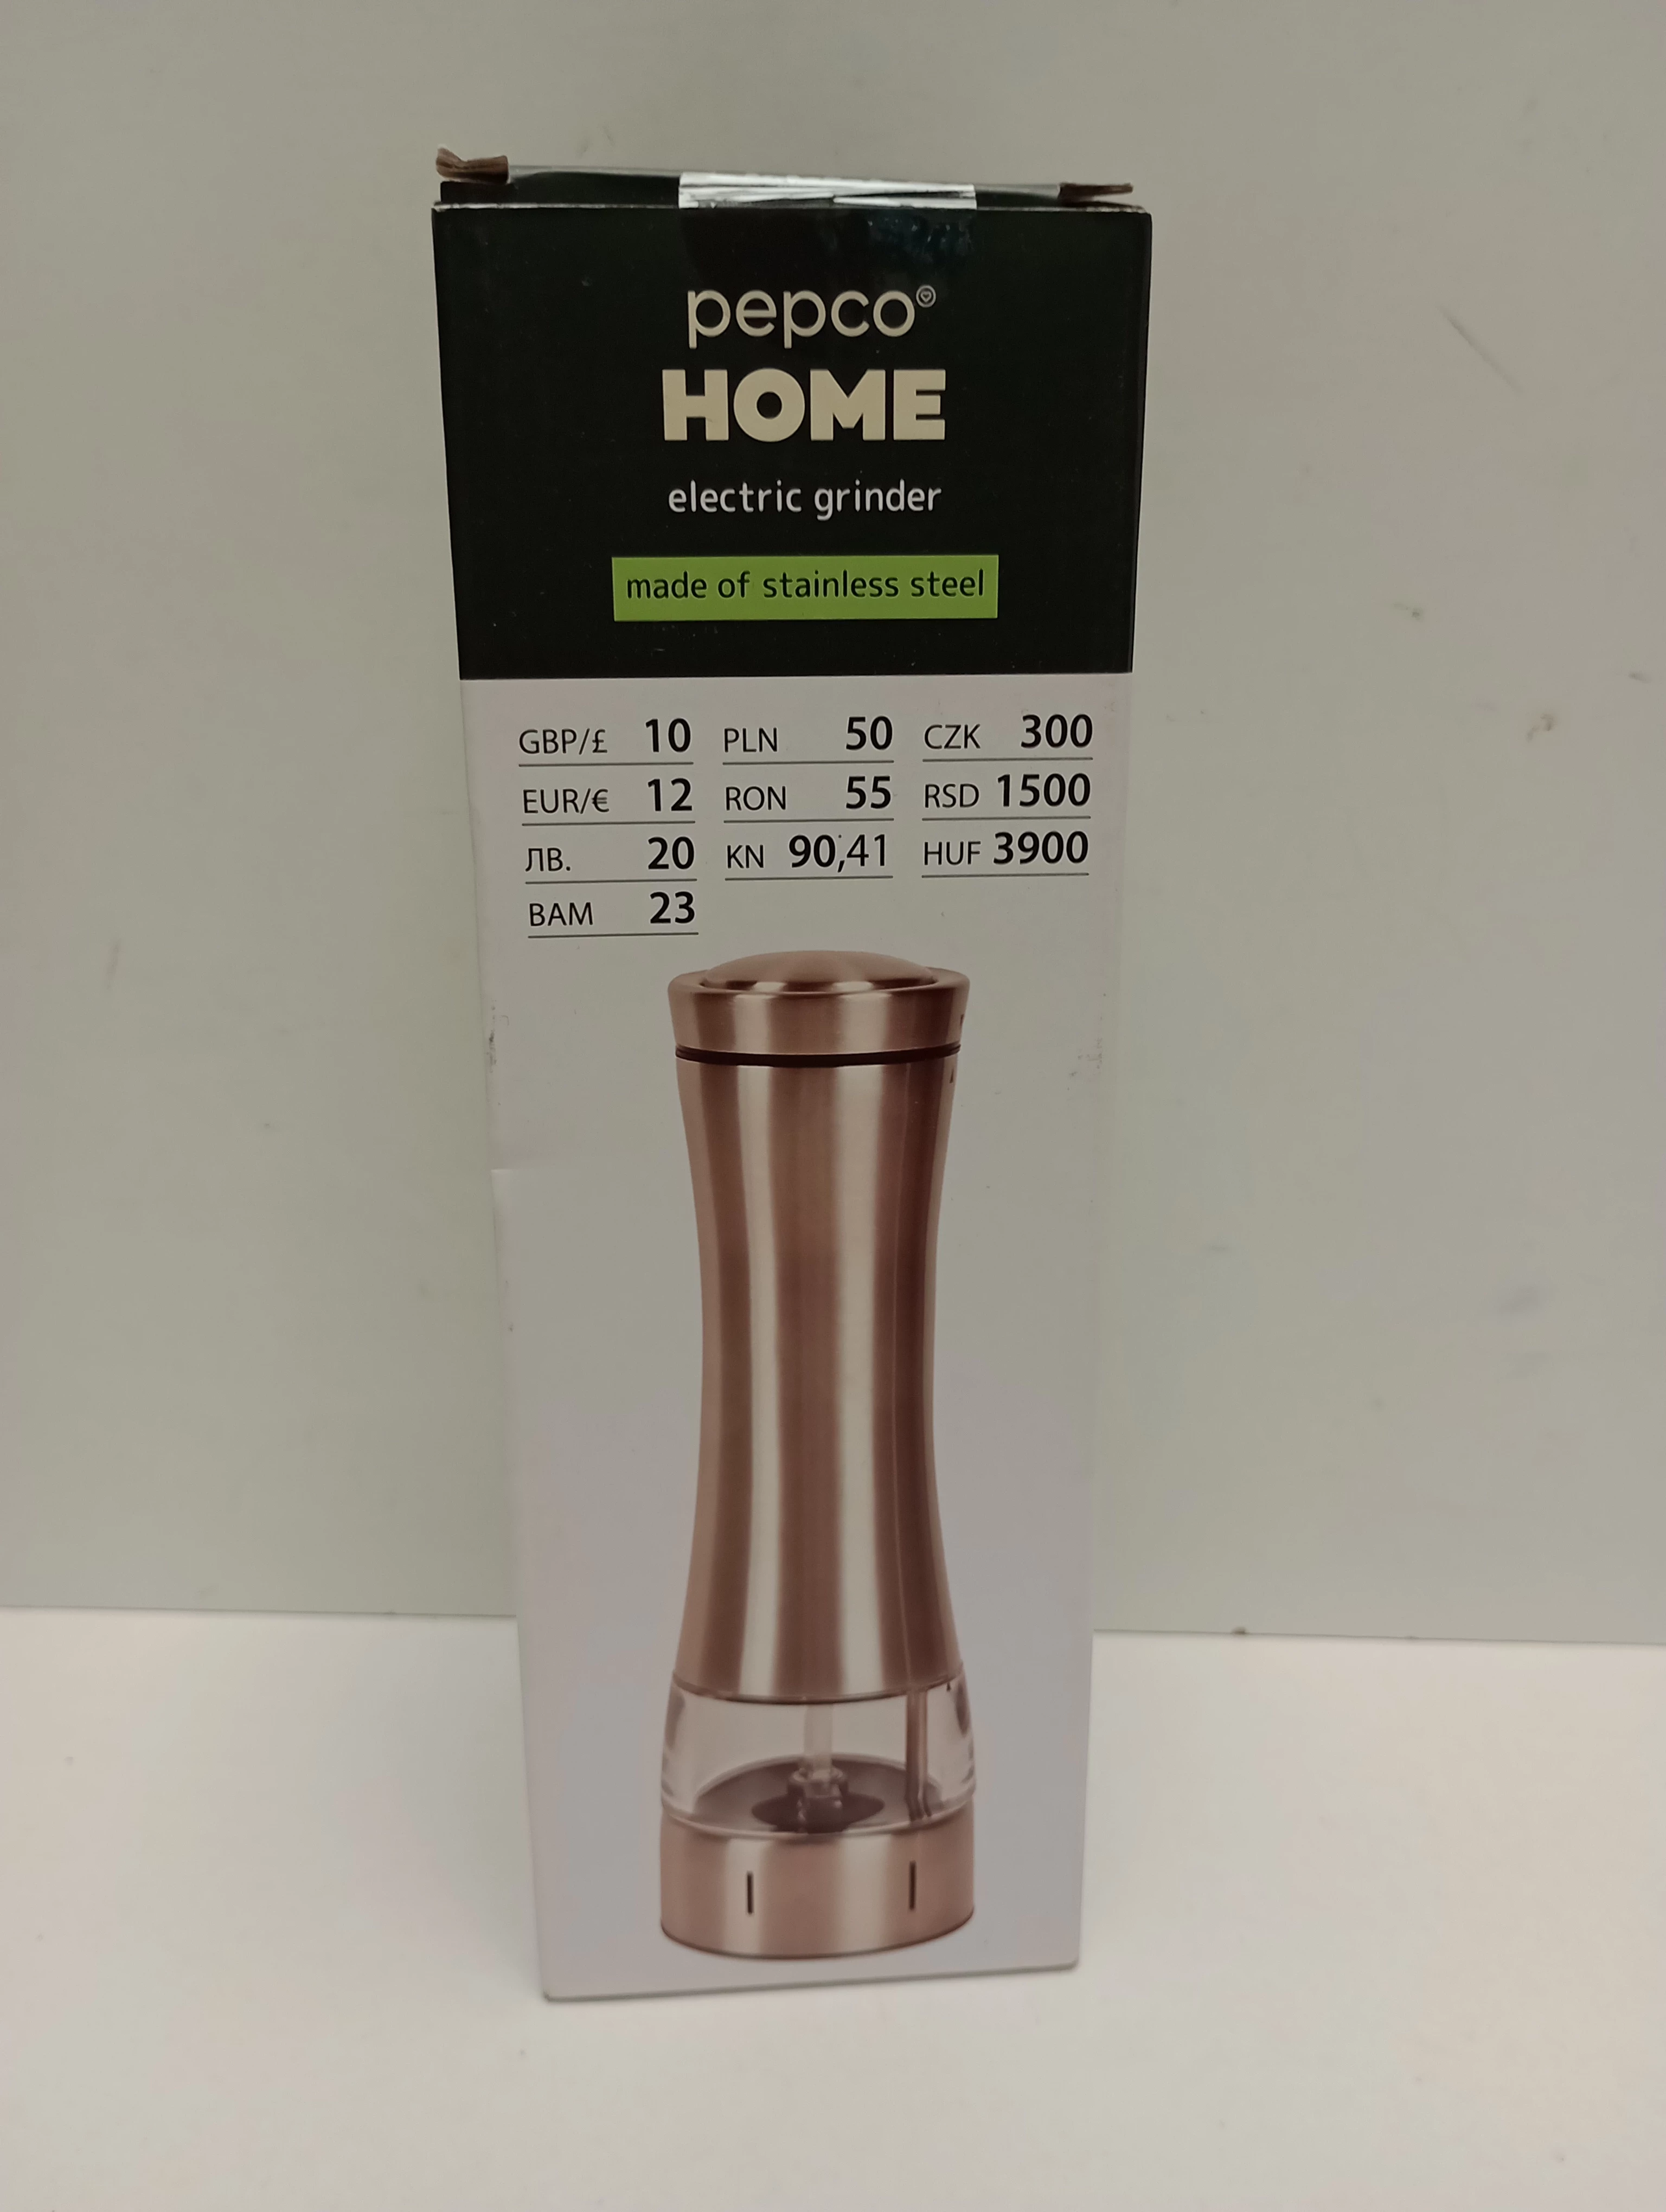 pepco®
HOME
electric grinder
made of stainless steel
GBP/£ 10 PLN 50 CZK 300
EUR/€ 12 RON 55 RSD 1500
ЛВ. 20 KN 90,41 HUF 3900
BAM 23